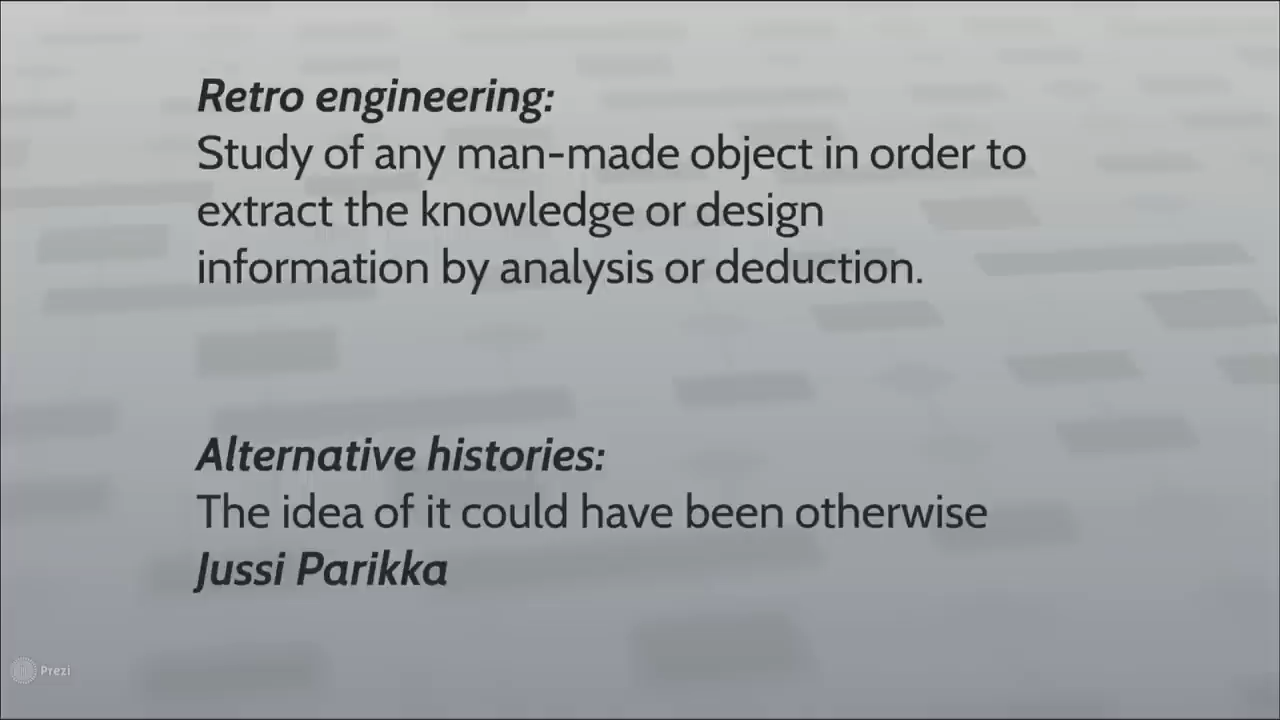 Retro engineering:
Study of any man-made object in order to
extract the knowledge or design
information by analysis or deduction.
Alternative histories:
The idea of it could have been otherwise
Jussi Parikka
Prezi